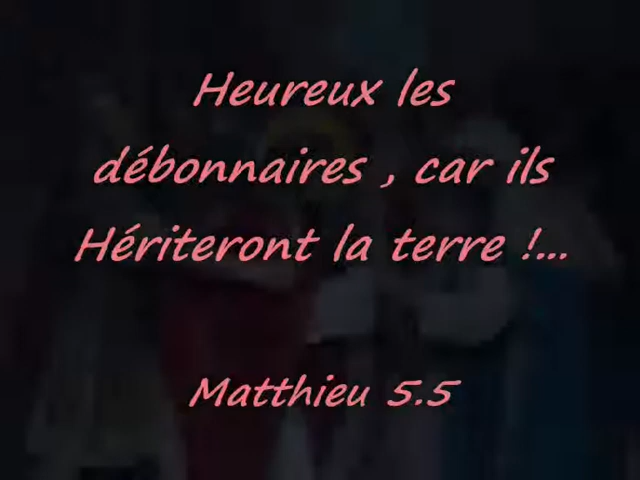 Heureux les
débonnaires , car ils
Hériteront la terre !...
Matthieu 5.5